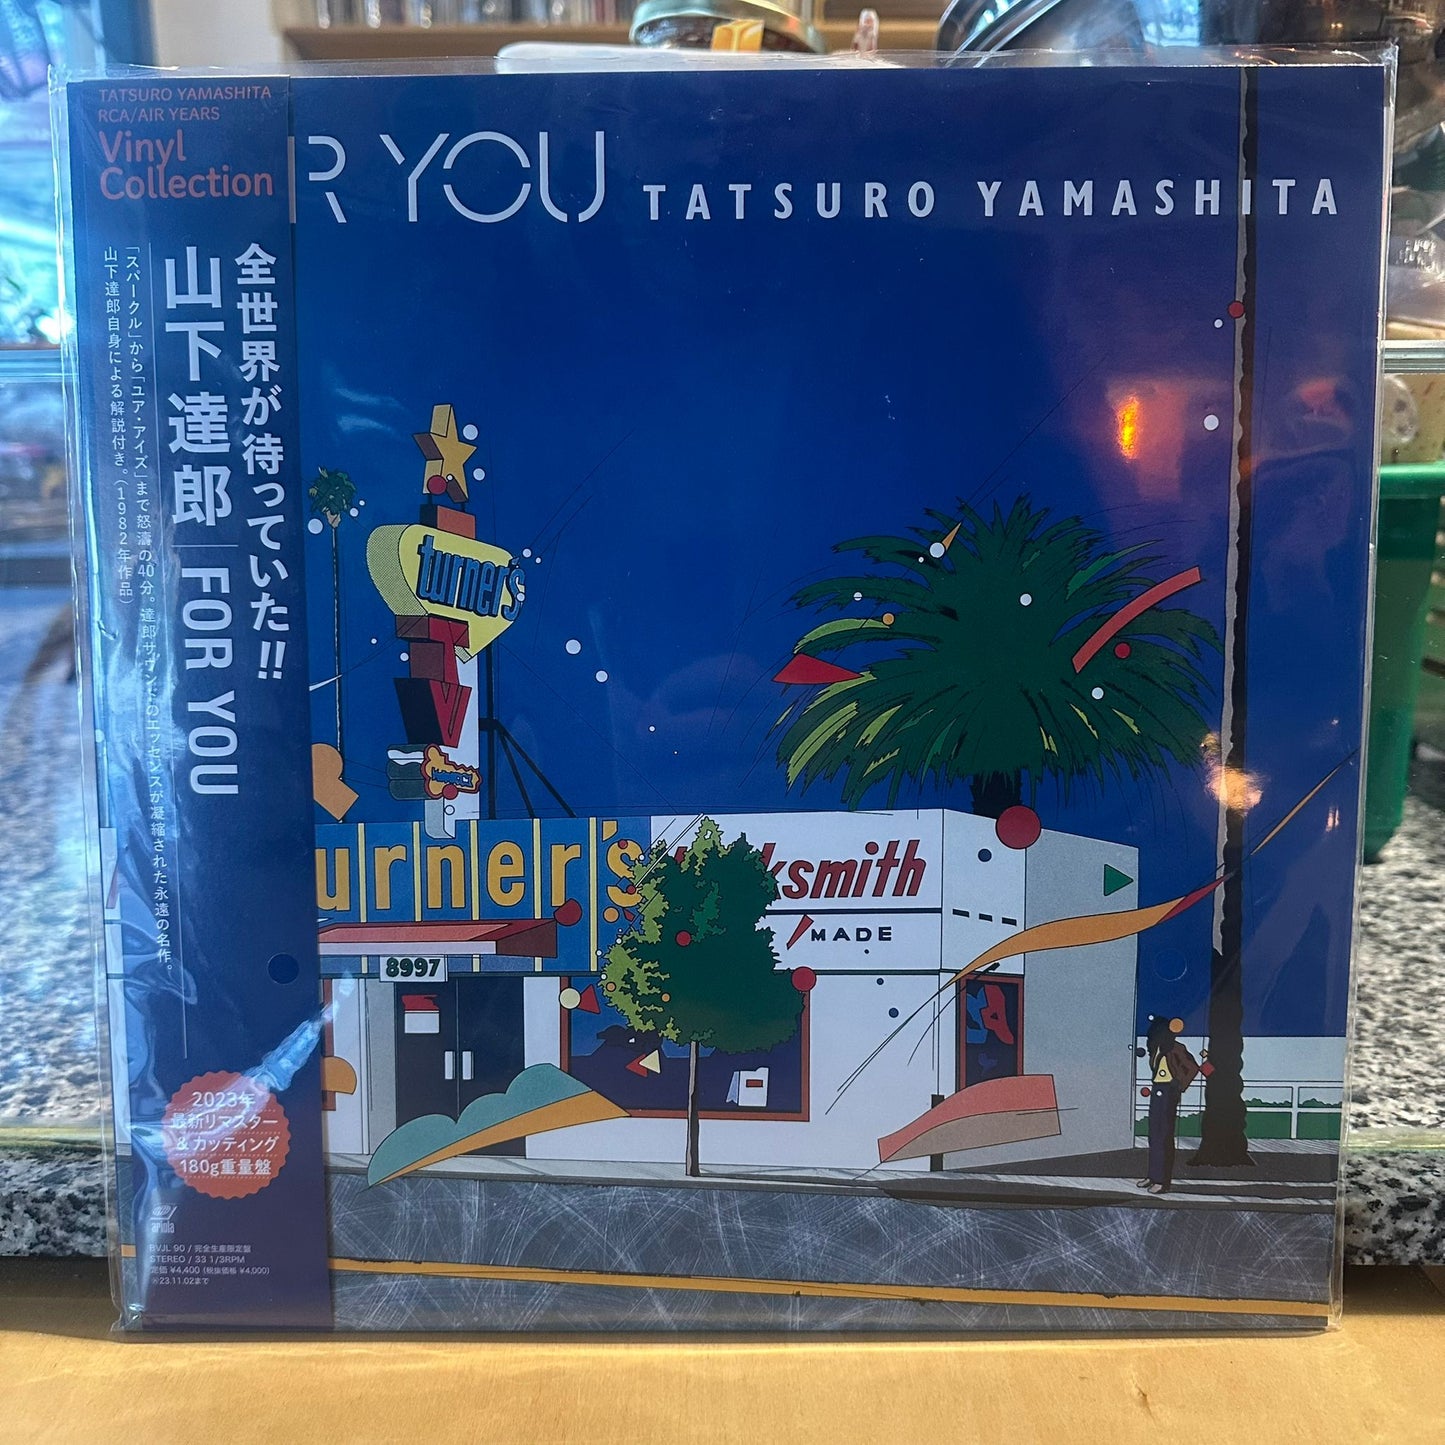 TATSURO YAMASHITA
RCA/AIR YEARS
Vinyl
Collection
R YOU TATSURO YAMASHITA
全世界が待っていた!!
山下達郎 | FOR YOU
「スパークル」から「ユア・アイズ」まで怒濤の40分。達郎サウンドのエッセンスが凝縮された永遠の名作。
山下達郎自身による解説付き。(1982年作品)
2023年
最新リマスター
&カッティング
180g重量盤
ariola
BVJL 90 / 完全生産限定盤
STEREO / 33 1/3RPM
定価 ¥4,400 (税抜価格 ¥4,000)
23.11.02まで
turner's
urner's
ksmith
MADE
8997